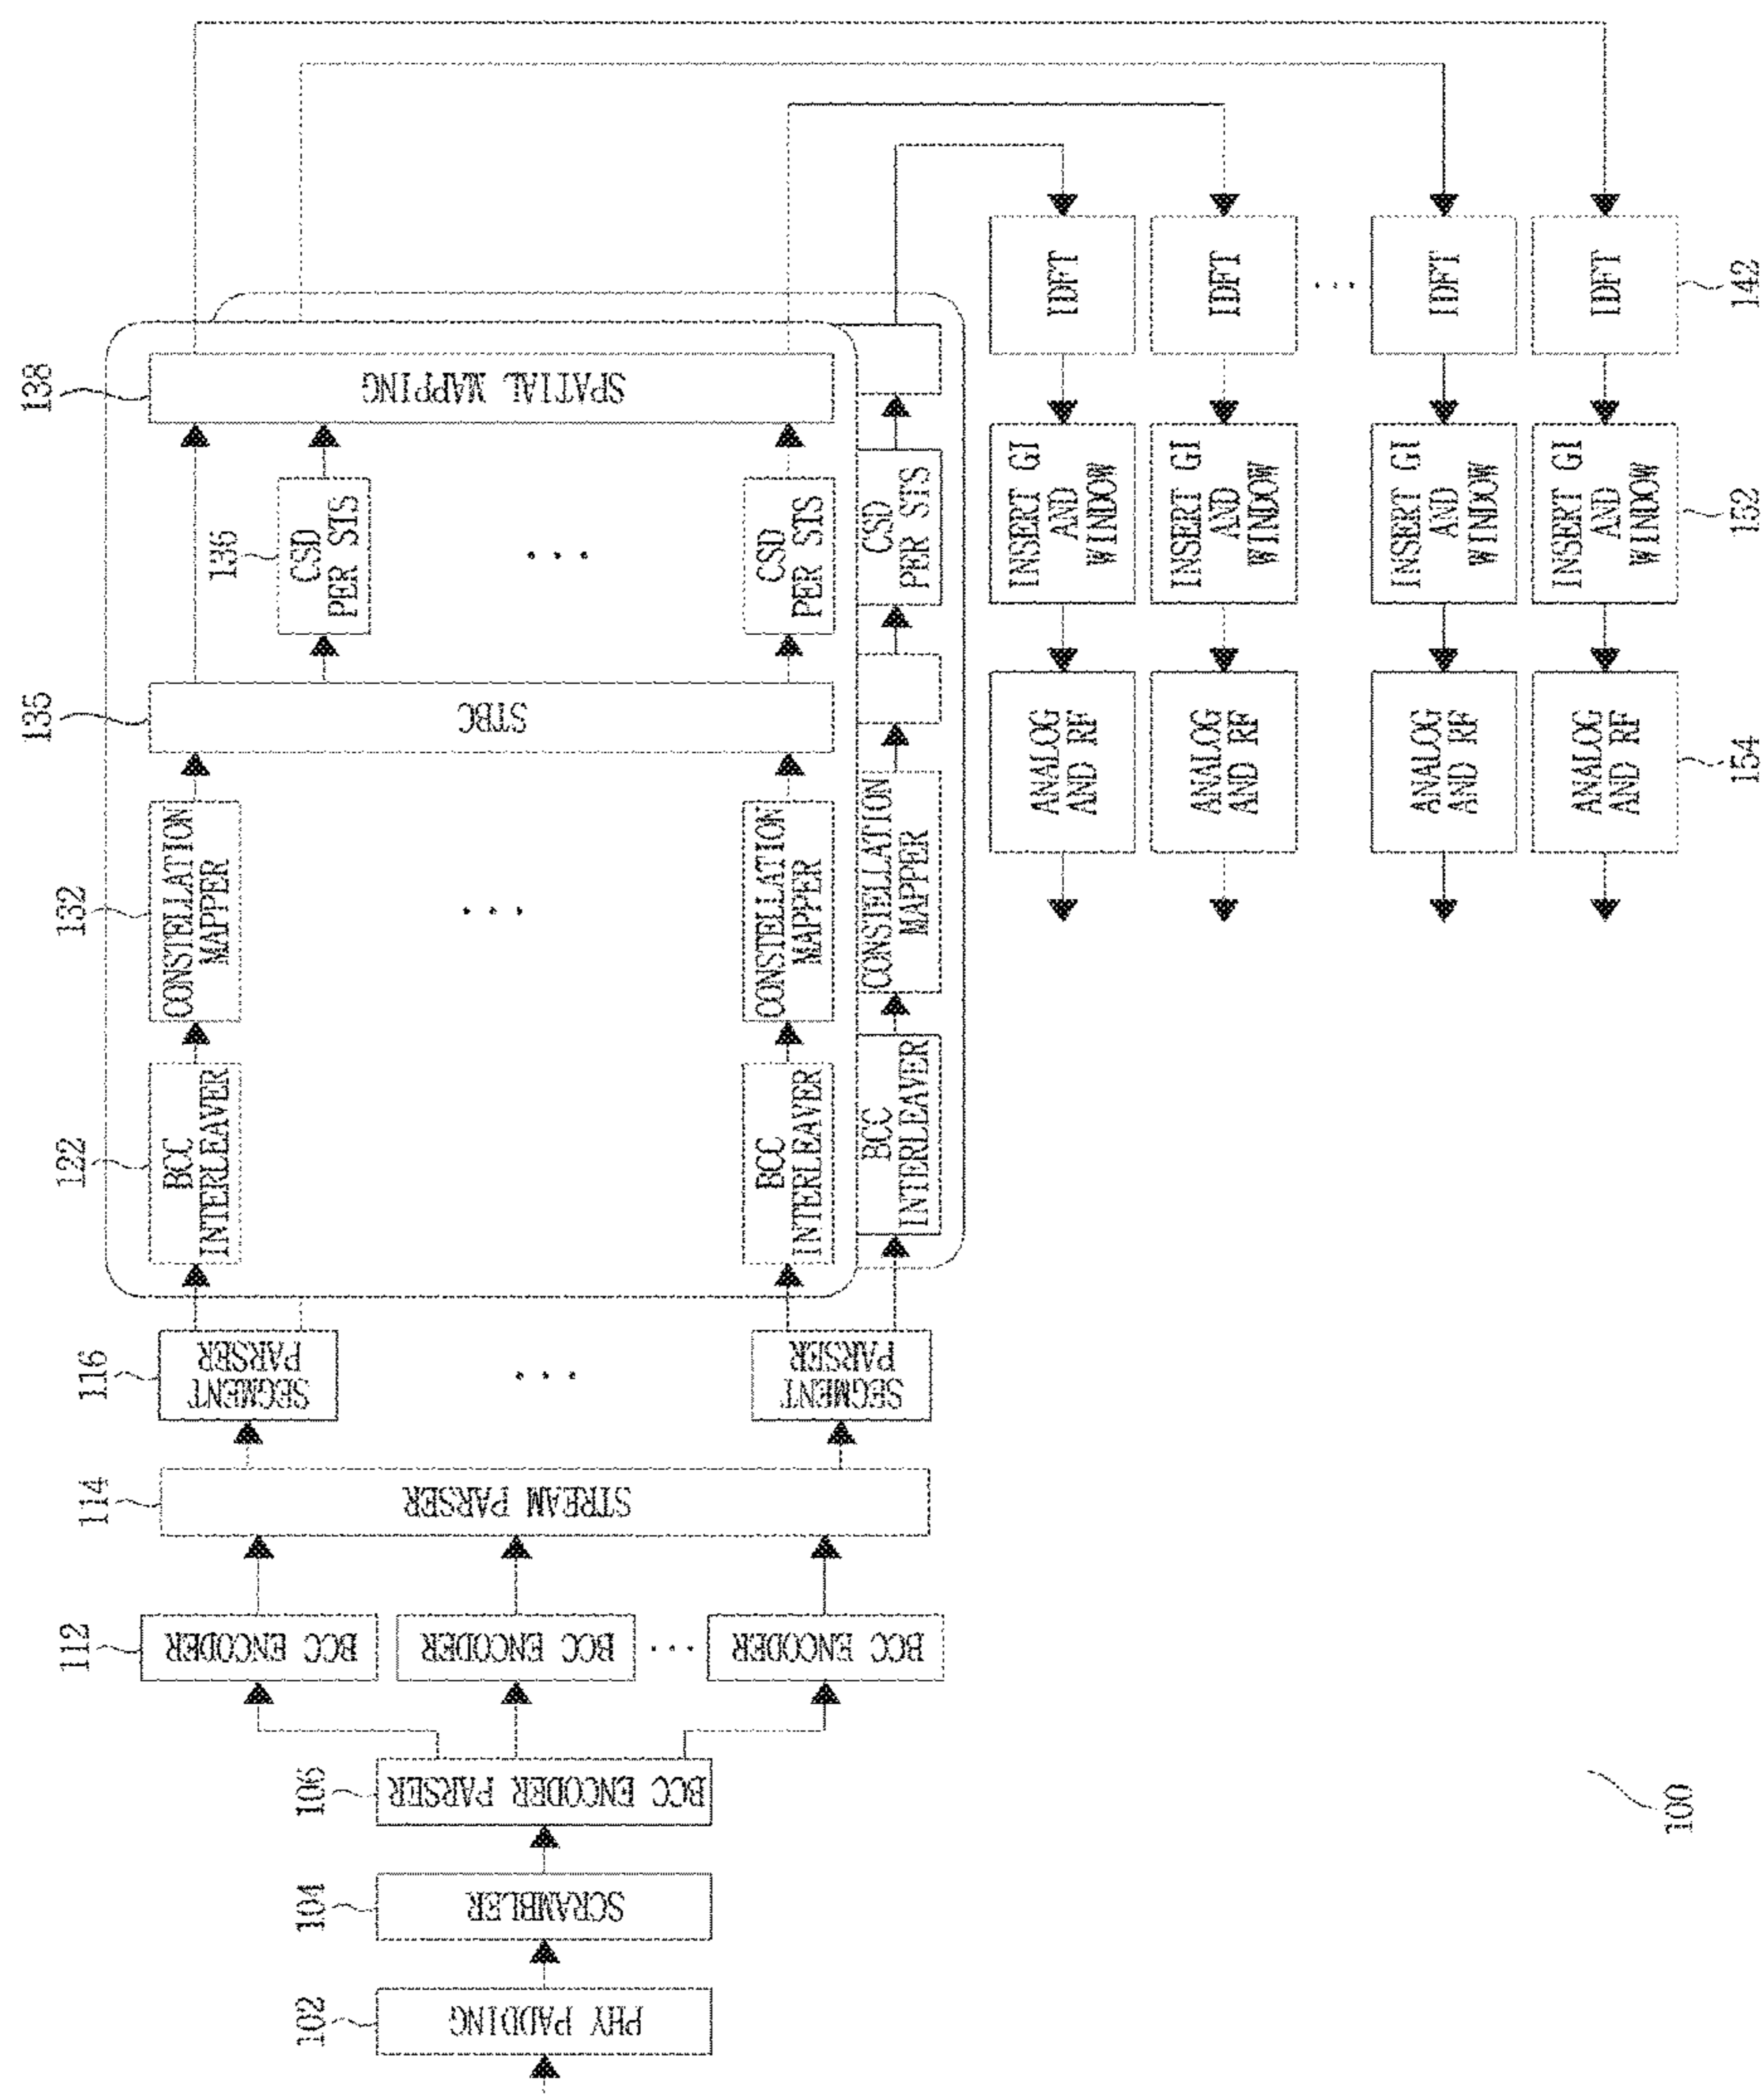 102
PHY PADDING
104
SCRAMBLER
106
BCC ENCODER PARSER
112
BCC ENCODER
BCC ENCODER
...
BCC ENCODER
114
STREAM PARSER
116
SEGMENT
PARSER
...
SEGMENT
PARSER
122
BCC
INTERLEAVER
BCC
INTERLEAVER
BCC
INTERLEAVER
132
CONSTELLATION
MAPPER
...
CONSTELLATION
MAPPER
CONSTELLATION
MAPPER
135
STBC
136
CSD
PER STS
...
CSD
PER STS
CSD
PER STS
138
SPATIAL MAPPING
IDFT
IDFT
...
IDFT
IDFT
142
INSERT GI
AND
WINDOW
INSERT GI
AND
WINDOW
INSERT GI
AND
WINDOW
INSERT GI
AND
WINDOW
152
ANALOG
AND RF
ANALOG
AND RF
ANALOG
AND RF
ANALOG
AND RF
154
100